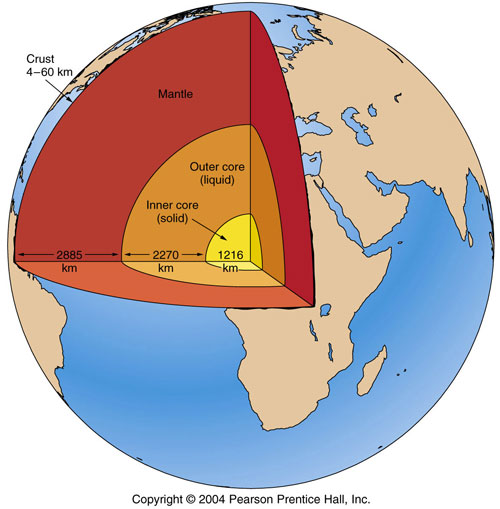 Crust
4–60 km
Mantle
Outer core
(liquid)
Inner core
(solid)
2885
km
2270
km
1216
km
Copyright © 2004 Pearson Prentice Hall, Inc.